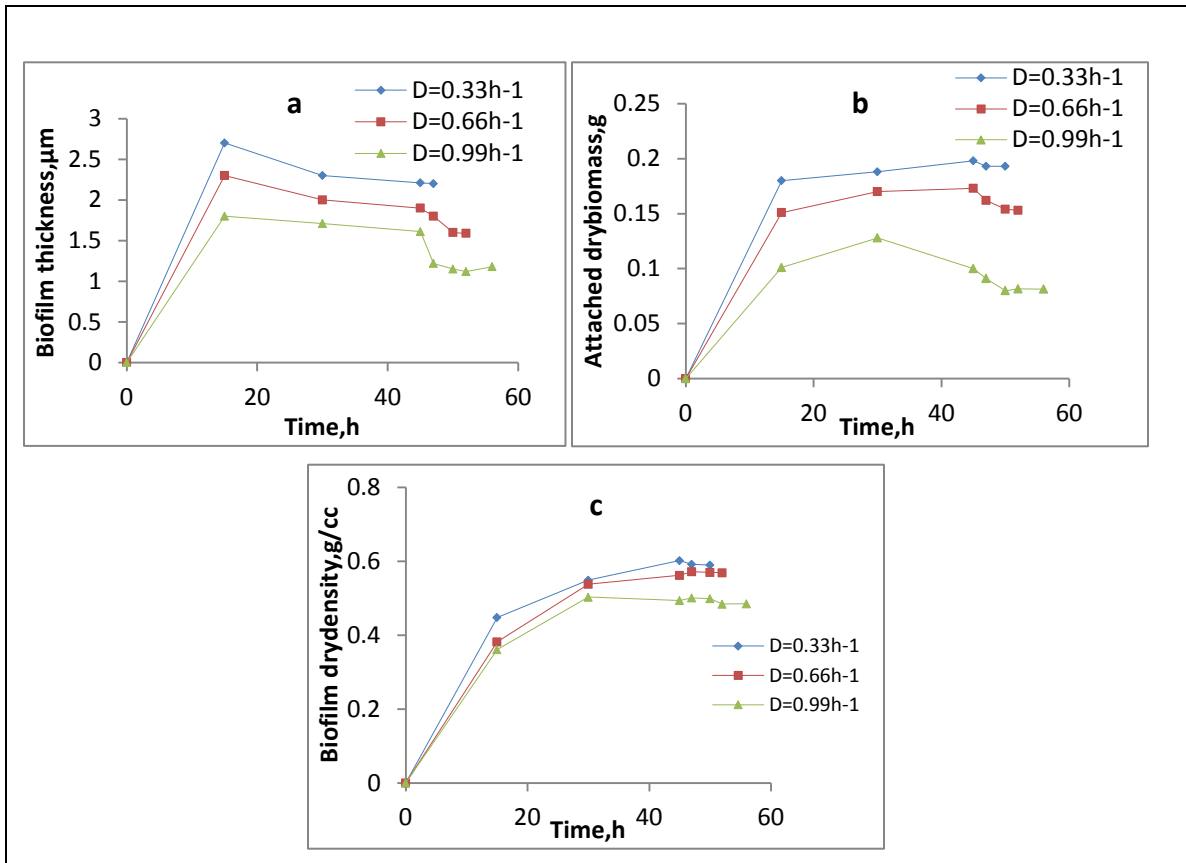 a
D=0.33h-1
D=0.66h-1
D=0.99h-1
Biofilm thickness,µm
3
2.5
2
1.5
1
0.5
0
0 20 40 60
Time,h
b
D=0.33h-1
D=0.66h-1
D=0.99h-1
Attached drybiomass,g
0.25
0.2
0.15
0.1
0.05
0
0 20 40 60
Time,h
c
D=0.33h-1
D=0.66h-1
D=0.99h-1
Biofilm drydensity,g/cc
0.8
0.6
0.4
0.2
0
0 20 40 60
Time,h